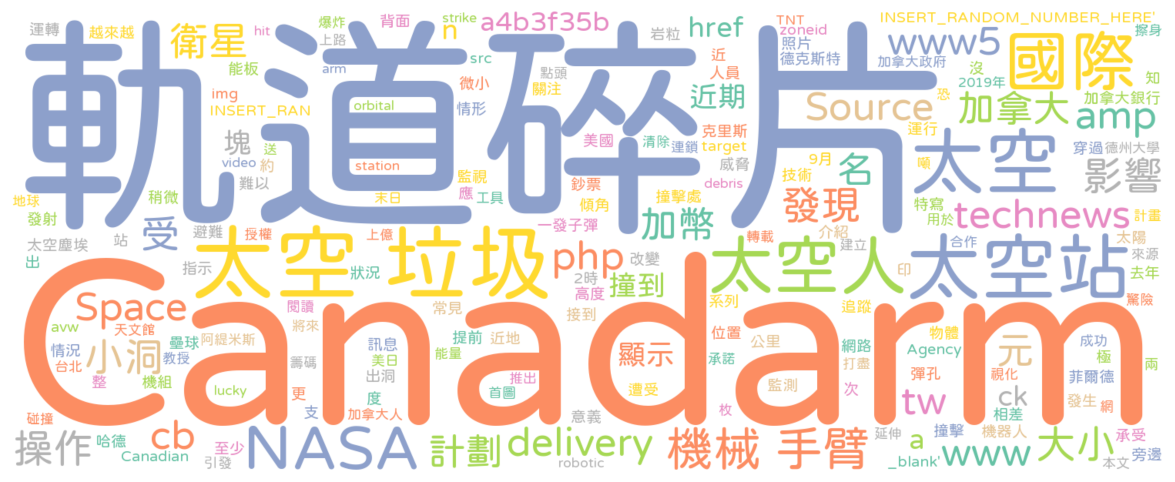 軌道碎片
Canadarm
太空 垃圾
太空人
太空站
太空
國際
衛星
NASA
機械 手臂
technews
delivery
Source
Space
小洞
發現
影響
加拿大
amp
www5
href
a4b3f35b
n
近期
加幣
名
受
塊
php
撞到
顯示
元
ck
tw
www
大小
a
計劃
cb
操作
運轉
越來越
hit
爆炸
上路
背面
strike
能板
arm
src
岩粒
img
INSERT_RAN
orbital
情形
微小
點頭
關注
近
人員
照片
TNT
zoneid
德克斯特
INSERT_RANDOM_NUMBER_HERE'
加拿大政府
2019年
沒
恐
擦身
知
加拿大銀行
運行
穿過
德州大學
美國
清除
連鎖
克里斯
target
威脅
9月
技術
video
送
約
難以
station
監視
應
工具
鈔票
傾角
撞擊處
debris
噸
特寫
用於
計畫
地球
稍微
發射
末日
太空塵埃
站
避難
授權
上億
一發子彈
轉載
介紹
建立
合作
太陽
來源
去年
出
指示
狀況
改變
2時
高度
接到
印
驚險
閱讀
常見
系列
追蹤
avw
天文館
將來
阿緹米斯
提前
近地
位置
公里
網路
物體
Agency
成功
極
兩
情況
台北
教授
壘球
籌碼
訊息
美日
能量
出洞
承諾
打盡
彈孔
視化
菲爾德
整
機組
lucky
更
度
支
加拿大人
首圖
推出
遭受
意義
監測
次
枚
相差
發生
網
碰撞
哈德
Canadian
至少
引發
robotic
延伸
撞擊
機器人
_blank'
承受
旁邊
本文